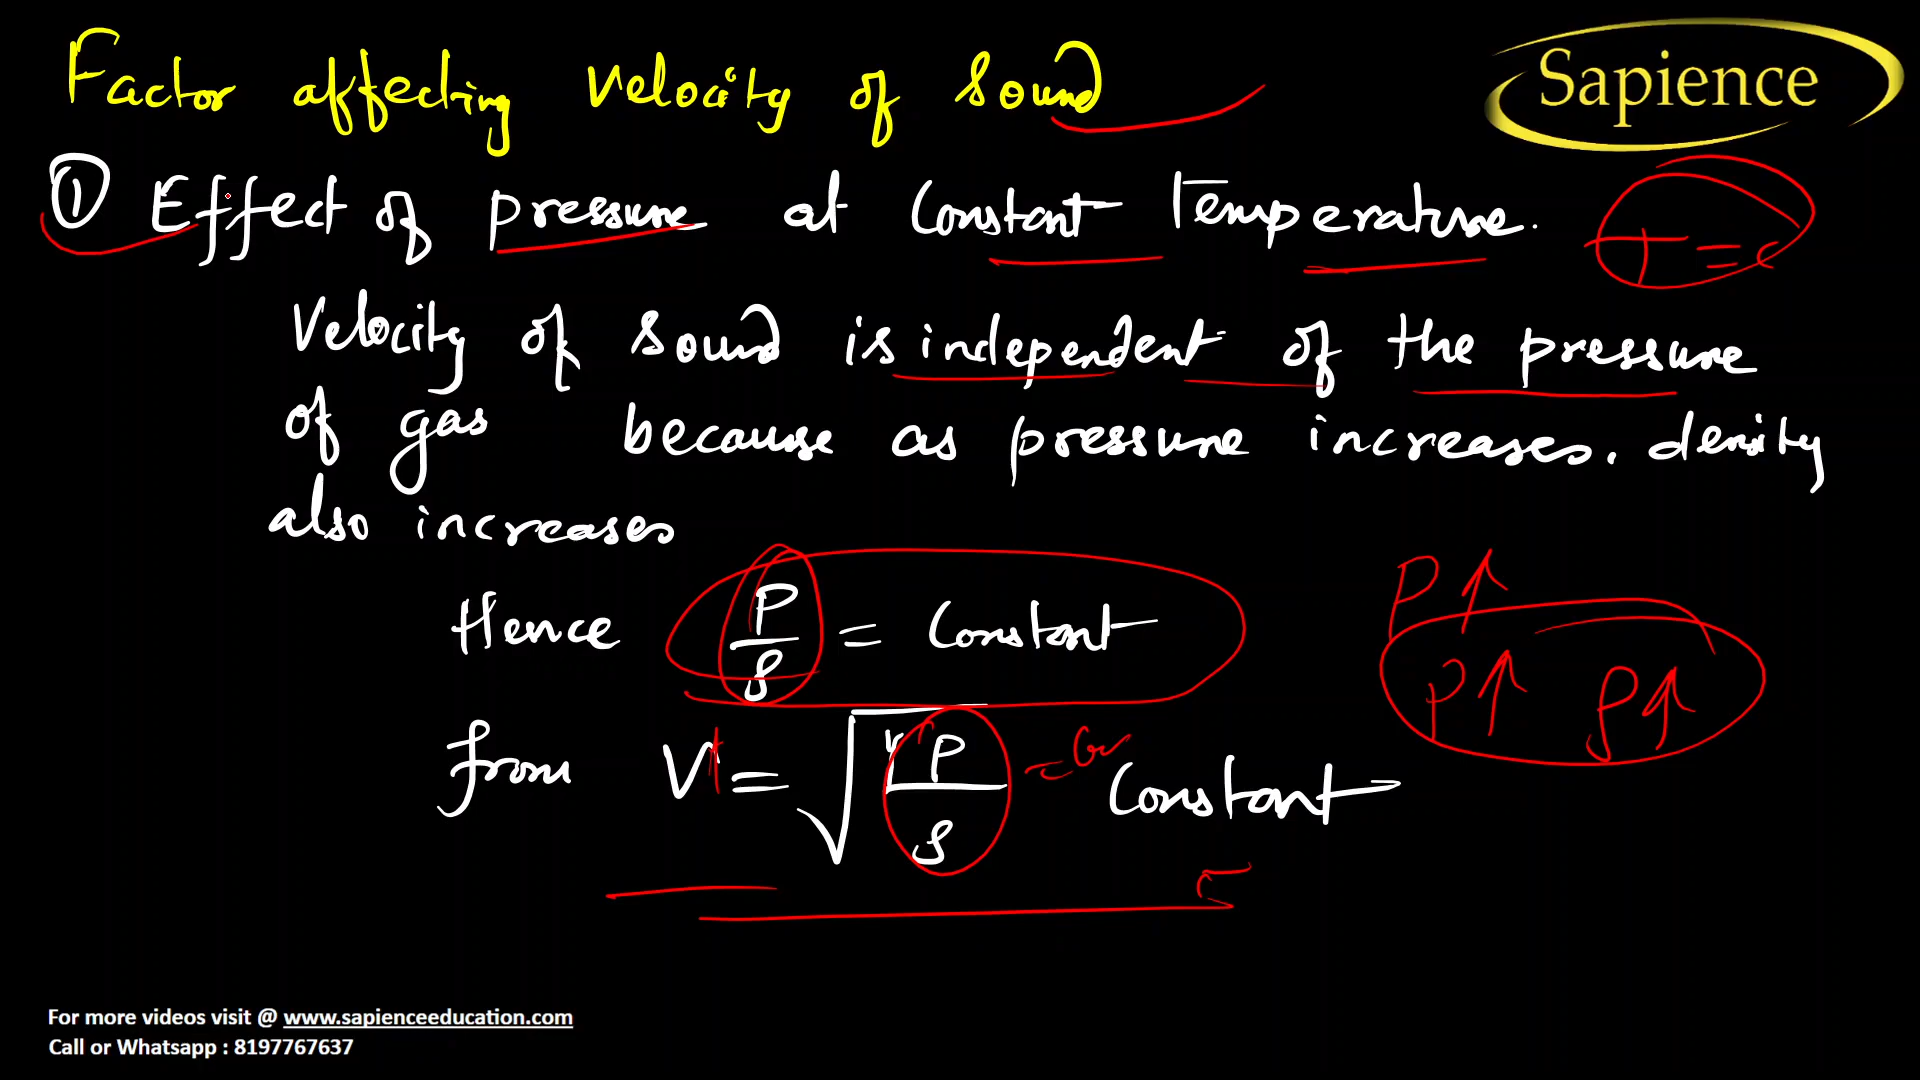 Factor affecting velocity of sound
Sapience
① Effect of pressure at Constant Temperature.
T = c
Velocity of sound is independent of the pressure
of gas because as pressure increases. density
also increases
Hence P/ρ = Constant
P↑
P↑ ρ↑
from V = √(γP/ρ) = Constant
For more videos visit @ www.sapienceeducation.com
Call or Whatsapp : 8197767637